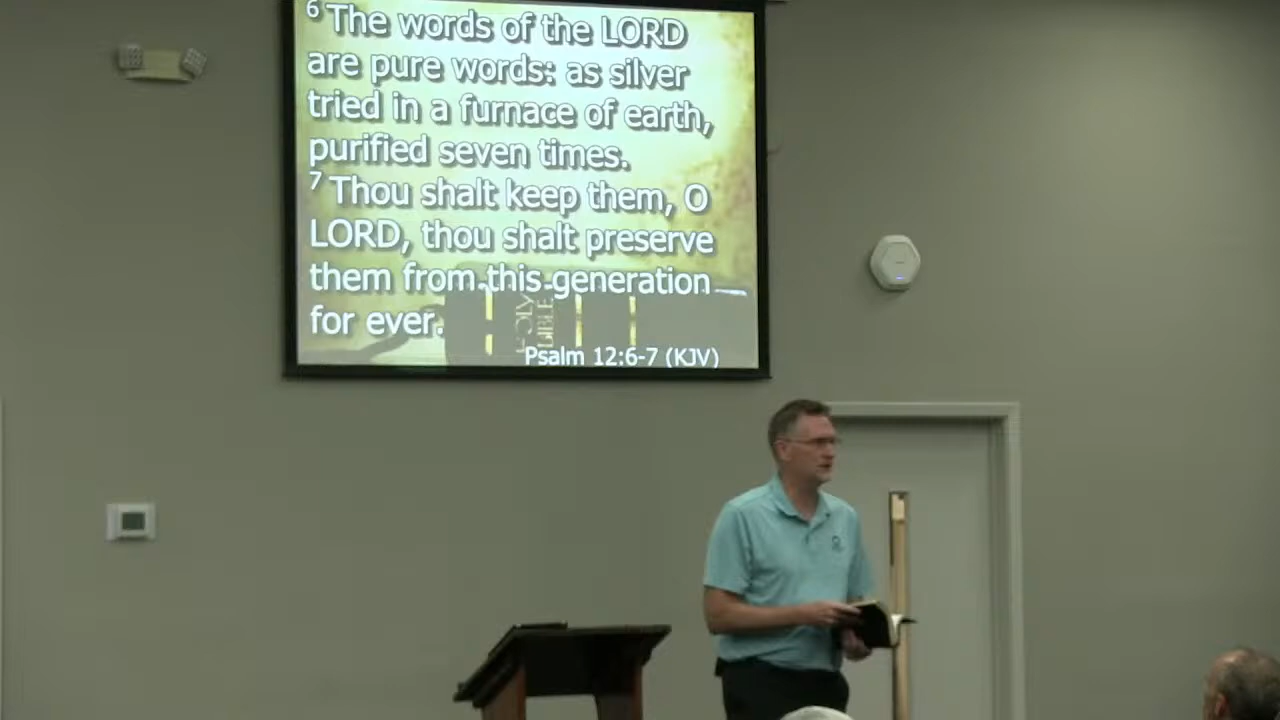 6 The words of the LORD
are pure words: as silver
tried in a furnace of earth,
purified seven times.
7 Thou shalt keep them, O
LORD, thou shalt preserve
them from this generation
for ever.
HOLY
BIBLE
Psalm 12:6-7 (KJV)